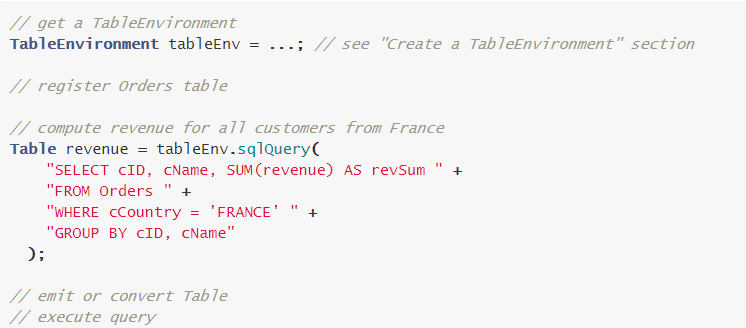 // get a TableEnvironment
TableEnvironment tableEnv = ...; // see "Create a TableEnvironment" section
// register Orders table
// compute revenue for all customers from France
Table revenue = tableEnv.sqlQuery(
"SELECT cID, cName, SUM(revenue) AS revSum " +
"FROM Orders " +
"WHERE cCountry = 'FRANCE' " +
"GROUP BY cID, cName"
);
// emit or convert Table
// execute query